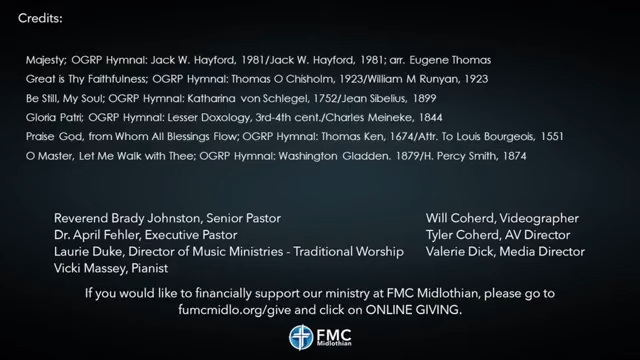 Credits:
Majesty; OGRP Hymnal: Jack W. Hayford, 1981/Jack W. Hayford, 1981; arr. Eugene Thomas
Great is Thy Faithfulness; OGRP Hymnal: Thomas O Chisholm, 1923/William M Runyan, 1923
Be Still, My Soul; OGRP Hymnal: Katharina von Schlegel, 1752/Jean Sibelius, 1899
Gloria Patri; OGRP Hymnal: Lesser Doxology, 3rd-4th cent./Charles Meineke, 1844
Praise God, from Whom All Blessings Flow; OGRP Hymnal: Thomas Ken, 1674/Attr. To Louis Bourgeois, 1551
O Master, Let Me Walk with Thee; OGRP Hymnal: Washington Gladden. 1879/H. Percy Smith, 1874
Reverend Brady Johnston, Senior Pastor
Dr. April Fehler, Executive Pastor
Laurie Duke, Director of Music Ministries - Traditional Worship
Vicki Massey, Pianist
Will Coherd, Videographer
Tyler Coherd, AV Director
Valerie Dick, Media Director
If you would like to financially support our ministry at FMC Midlothian, please go to
fumcmidlo.org/give and click on ONLINE GIVING.
FMC
Midlothian